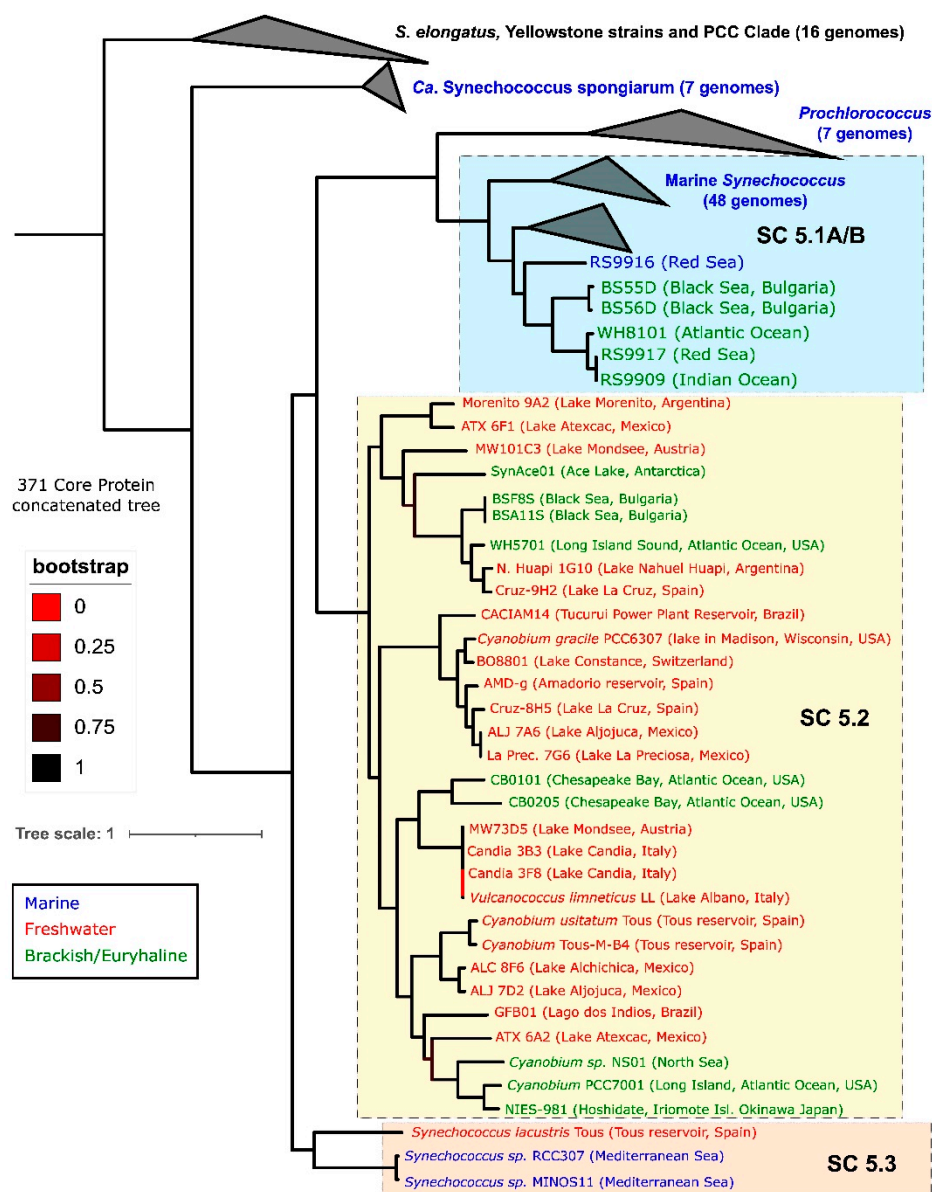 S. elongatus, Yellowstone strains and PCC Clade (16 genomes)
Ca. Synechococcus spongiarum (7 genomes)
Prochlorococcus
(7 genomes)
Marine Synechococcus
(48 genomes)
SC 5.1A/B
RS9916 (Red Sea)
BS55D (Black Sea, Bulgaria)
BS56D (Black Sea, Bulgaria)
WH8101 (Atlantic Ocean)
RS9917 (Red Sea)
RS9909 (Indian Ocean)
Morenito 9A2 (Lake Morenito, Argentina)
ATX 6F1 (Lake Atexcac, Mexico)
MW101C3 (Lake Mondsee, Austria)
SynAce01 (Ace Lake, Antarctica)
BSF8S (Black Sea, Bulgaria)
BSA11S (Black Sea, Bulgaria)
WH5701 (Long Island Sound, Atlantic Ocean, USA)
N. Huapi 1G10 (Lake Nahuel Huapi, Argentina)
Cruz-9H2 (Lake La Cruz, Spain)
CACIAM14 (Tucurui Power Plant Reservoir, Brazil)
Cyanobium gracile PCC6307 (lake in Madison, Wisconsin, USA)
BO8801 (Lake Constance, Switzerland)
AMD-g (Amadorio reservoir, Spain)
Cruz-8H5 (Lake La Cruz, Spain)
ALJ 7A6 (Lake Aljojuca, Mexico)
La Prec. 7G6 (Lake La Preciosa, Mexico)
SC 5.2
CB0101 (Chesapeake Bay, Atlantic Ocean, USA)
CB0205 (Chesapeake Bay, Atlantic Ocean, USA)
MW73D5 (Lake Mondsee, Austria)
Candia 3B3 (Lake Candia, Italy)
Candia 3F8 (Lake Candia, Italy)
Vulcanococcus limneticus LL (Lake Albano, Italy)
Cyanobium usitatum Tous (Tous reservoir, Spain)
Cyanobium Tous-M-B4 (Tous reservoir, Spain)
ALC 8F6 (Lake Alchichica, Mexico)
ALJ 7D2 (Lake Aljojuca, Mexico)
GFB01 (Lago dos Indios, Brazil)
ATX 6A2 (Lake Atexcac, Mexico)
Cyanobium sp. NS01 (North Sea)
Cyanobium PCC7001 (Long Island, Atlantic Ocean, USA)
NIES-981 (Hoshidate, Iriomote Isl. Okinawa Japan)
Synechococcus lacustris Tous (Tous reservoir, Spain)
Synechococcus sp. RCC307 (Mediterranean Sea)
Synechococcus sp. MINOS11 (Mediterranean Sea)
SC 5.3
371 Core Protein
concatenated tree
bootstrap
0
0.25
0.5
0.75
1
Tree scale: 1
Marine
Freshwater
Brackish/Euryhaline